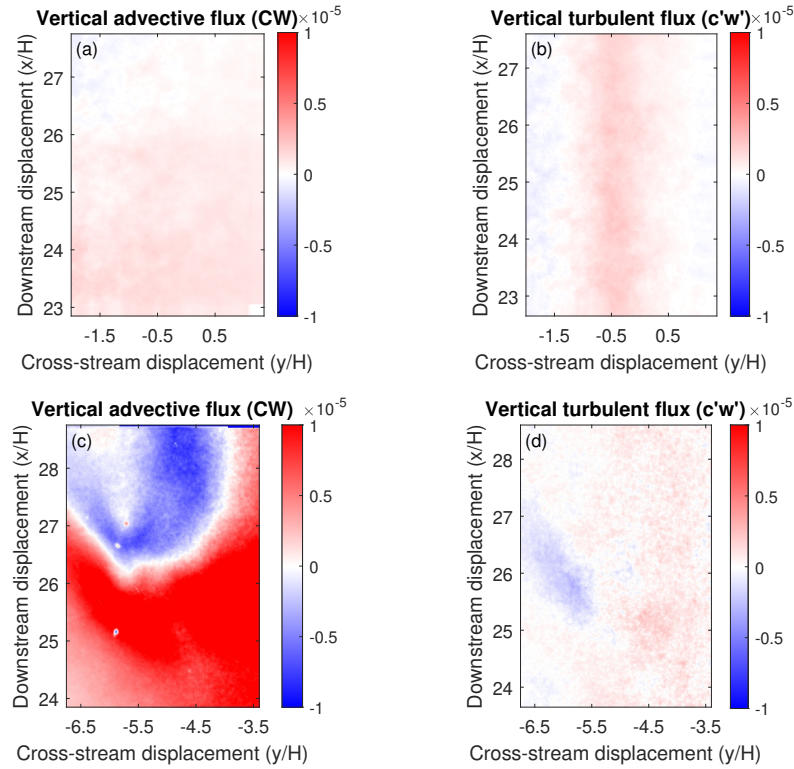 Vertical advective flux (CW)
×10^-5
(a)
27
26
25
24
23
Downstream displacement (x/H)
-1.5 -0.5 0.5
Cross-stream displacement (y/H)
1
0.5
0
-0.5
-1
Vertical turbulent flux (c'w')
×10^-5
(b)
27
26
25
24
23
Downstream displacement (x/H)
-1.5 -0.5 0.5
Cross-stream displacement (y/H)
1
0.5
0
-0.5
-1
Vertical advective flux (CW)
×10^-5
(c)
28
27
26
25
24
Downstream displacement (x/H)
-6.5 -5.5 -4.5 -3.5
Cross-stream displacement (y/H)
1
0.5
0
-0.5
-1
Vertical turbulent flux (c'w')
×10^-5
(d)
28
27
26
25
24
Downstream displacement (x/H)
-6.5 -5.5 -4.5 -3.5
Cross-stream displacement (y/H)
1
0.5
0
-0.5
-1